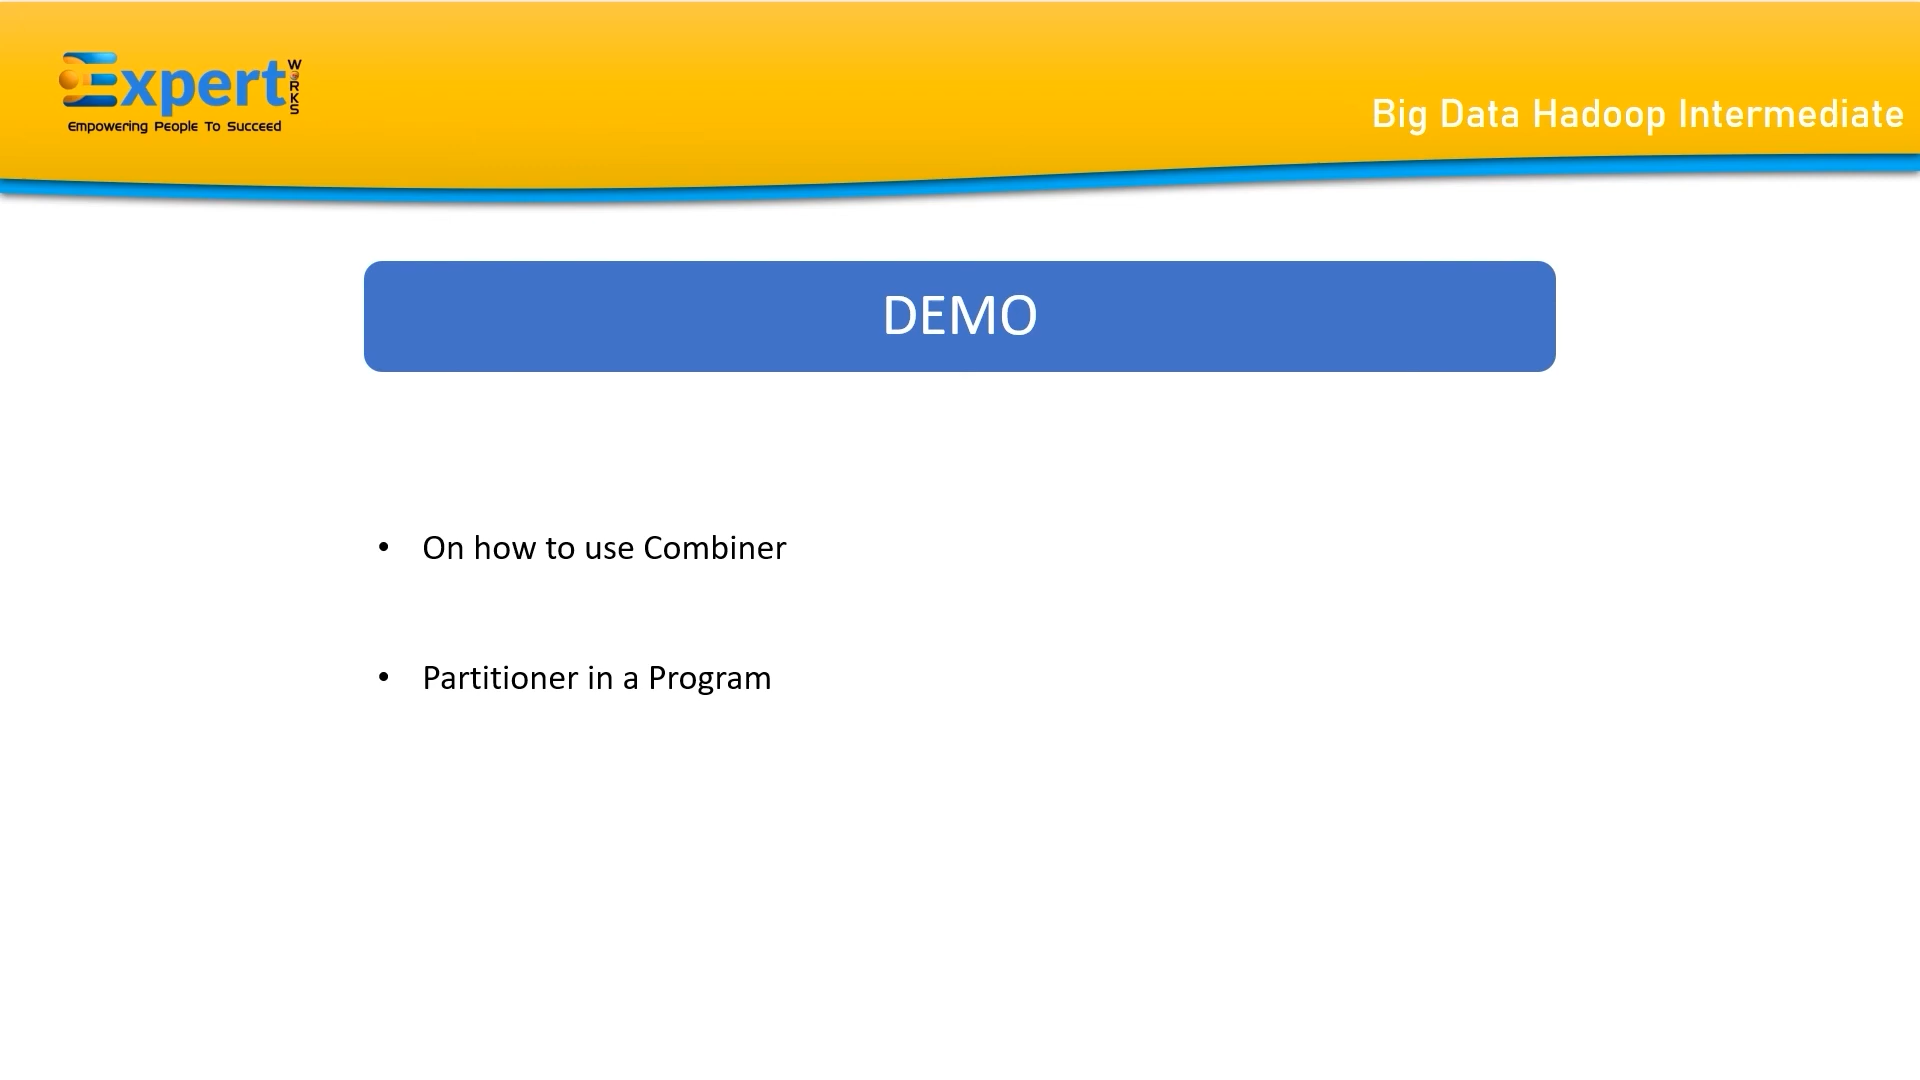 Expert WORKS
Empowering People To Succeed
Big Data Hadoop Intermediate
DEMO
• On how to use Combiner
• Partitioner in a Program